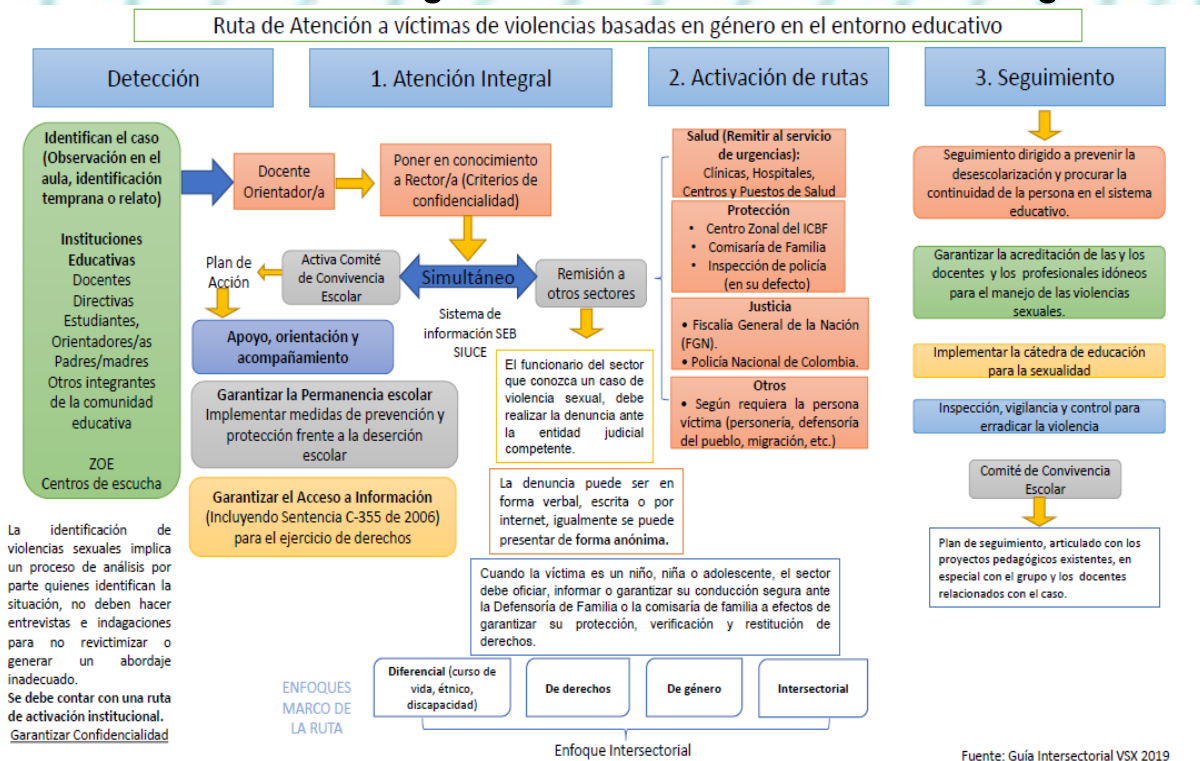 Ruta de Atención a víctimas de violencias basadas en género en el entorno educativo
Detección
Identifican el caso
(Observación en el
aula, identificación
temprana o relato)
Instituciones
Educativas
Docentes
Directivas
Estudiantes,
Orientadores/as
Padres/madres
Otros integrantes
de la comunidad
educativa
ZOE
Centros de escucha
La identificación de
violencias sexuales implica
un proceso de análisis por
parte quienes identifican la
situación, no deben hacer
entrevistas e indagaciones
para no revictimizar o
generar un abordaje
inadecuado.
Se debe contar con una ruta
de activación institucional.
Garantizar Confidencialidad
1. Atención Integral
Docente
Orientador/a
Poner en conocimiento
a Rector/a (Criterios de
confidencialidad)
Plan de
Acción
Activa Comité
de Convivencia
Escolar
Simultáneo
Remisión a
otros sectores
Sistema de
información SEB
SIUCE
Apoyo, orientación y
acompañamiento
Garantizar la Permanencia escolar
Implementar medidas de prevención y
protección frente a la deserción
escolar
Garantizar el Acceso a Información
(Incluyendo Sentencia C-355 de 2006)
para el ejercicio de derechos
El funcionario del sector
que conozca un caso de
violencia sexual, debe
realizar la denuncia ante
la entidad judicial
competente.
La denuncia puede ser en
forma verbal, escrita o por
internet, igualmente se puede
presentar de forma anónima.
Cuando la víctima es un niño, niña o adolescente, el sector
debe oficiar, informar o garantizar su conducción segura ante
la Defensoría de Familia o la comisaría de familia a efectos de
garantizar su protección, verificación y restitución de
derechos.
2. Activación de rutas
Salud (Remitir al servicio
de urgencias):
Clínicas, Hospitales,
Centros y Puestos de Salud
Protección
• Centro Zonal del ICBF
• Comisaría de Familia
• Inspección de policía
(en su defecto)
Justicia
• Fiscalía General de la Nación
(FGN).
• Policía Nacional de Colombia.
Otros
• Según requiera la persona
víctima (personería, defensoría
del pueblo, migración, etc.)
3. Seguimiento
Seguimiento dirigido a prevenir la
desescolarización y procurar la
continuidad de la persona en el sistema
educativo.
Garantizar la acreditación de las y los
docentes y los profesionales idóneos
para el manejo de las violencias
sexuales.
Implementar la cátedra de educación
para la sexualidad
Inspección, vigilancia y control para
erradicar la violencia
Comité de Convivencia
Escolar
Plan de seguimiento, articulado con los
proyectos pedagógicos existentes, en
especial con el grupo y los docentes
relacionados con el caso.
ENFOQUES
MARCO DE
LA RUTA
Diferencial (curso de
vida, étnico,
discapacidad)
De derechos
De género
Intersectorial
Enfoque Intersectorial
Fuente: Guía Intersectorial VSX 2019